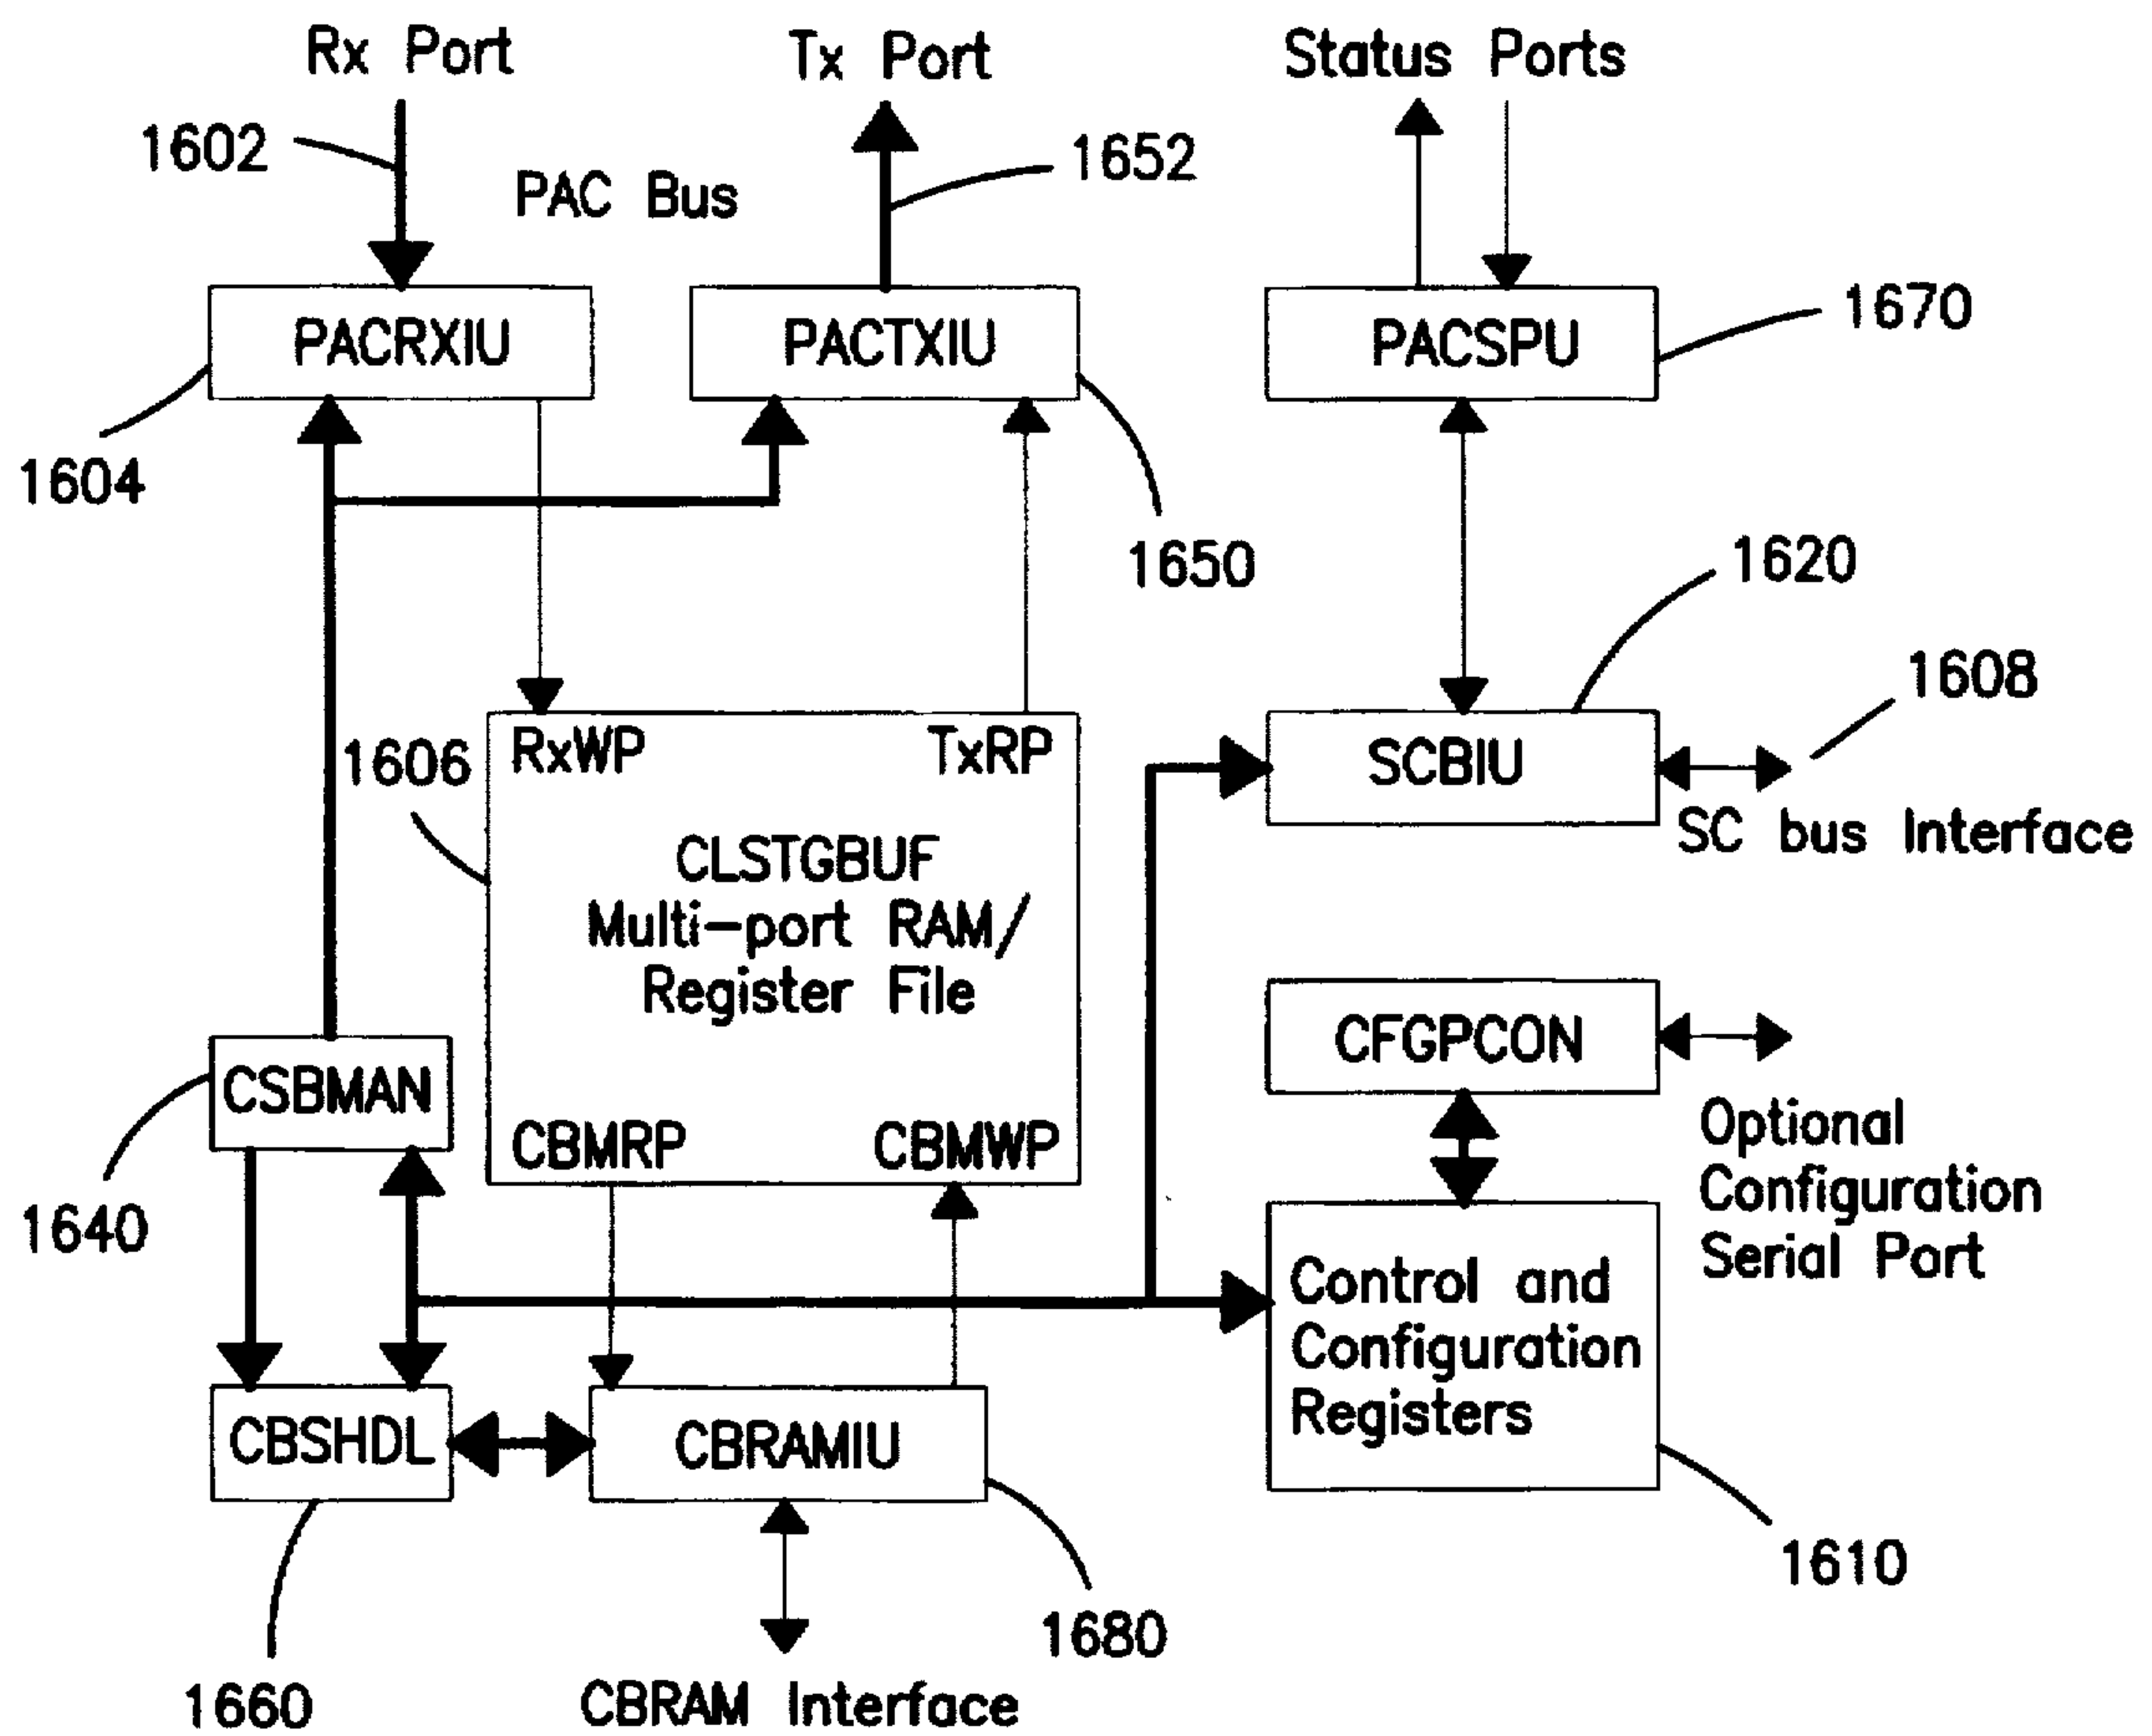 Rx Port
Tx Port
Status Ports
1602
PAC Bus
1652
PACRXIU
PACTXIU
PACSPU
1670
1604
1650
1620
1608
1606
RxWP
TxRP
SCBIU
SC bus Interface
CLSTGBUF
Multi-port RAM/
Register File
CSBMAN
CFGPCON
CBMRP
CBMWP
Optional
Configuration
Serial Port
1640
Control and
Configuration
Registers
CBSHDL
CBRAMIU
1610
1680
1660
CBRAM Interface